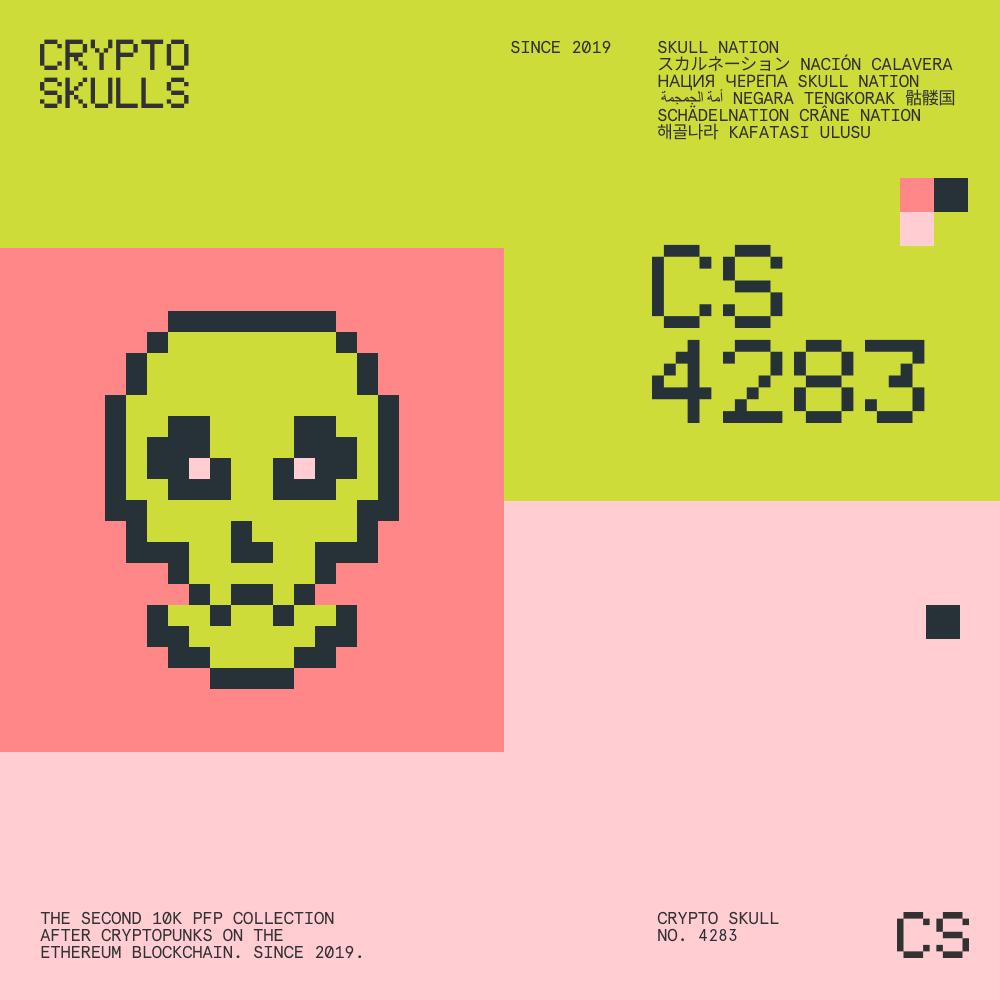 CRYPTO
SKULLS
SINCE 2019
SKULL NATION
スカルネーション NACIÓN CALAVERA
НАЦИЯ ЧЕРЕПА SKULL NATION
أمة الجمجمة NEGARA TENGKORAK 骷髅国
SCHÄDELNATION CRÂNE NATION
해골나라 KAFATASI ULUSU
CS
4283
THE SECOND 10K PFP COLLECTION
AFTER CRYPTOPUNKS ON THE
ETHEREUM BLOCKCHAIN. SINCE 2019.
CRYPTO SKULL
NO. 4283
CS